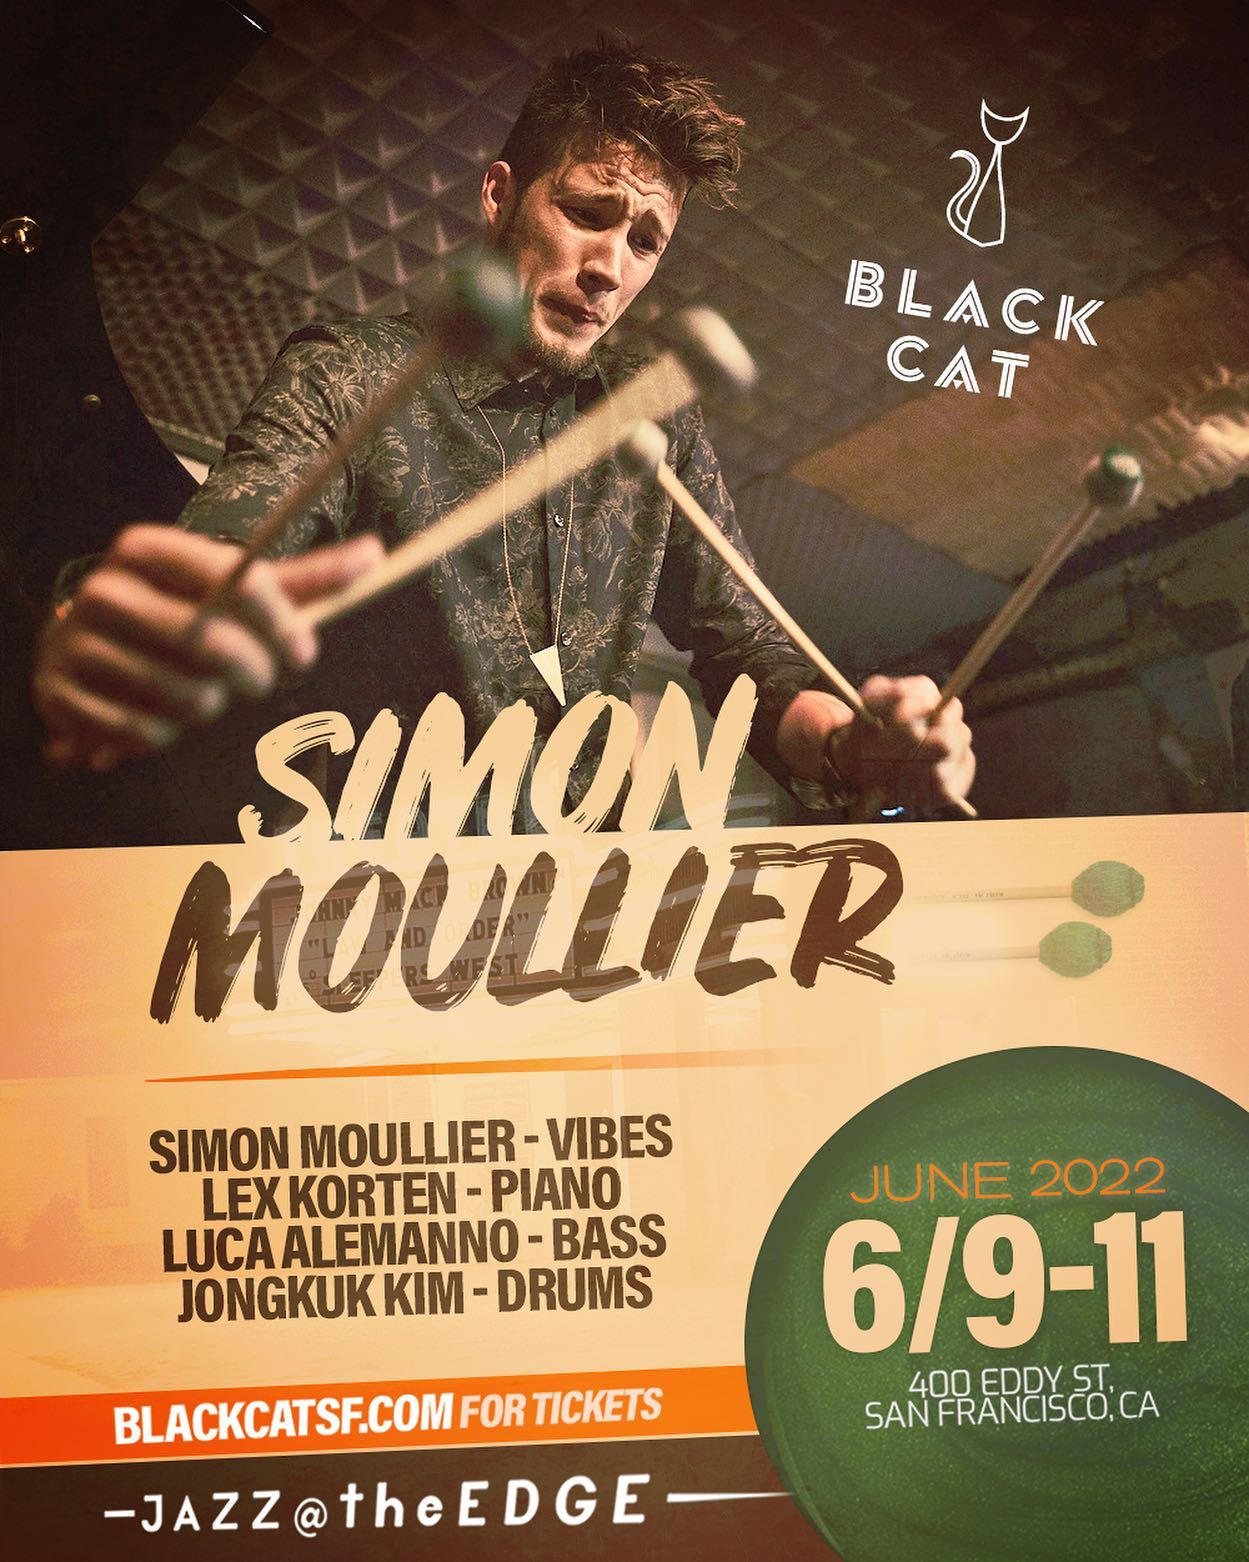 BLACK
CAT
SIMON
MOULLIER
SIMON MOULLIER - VIBES
LEX KORTEN - PIANO
LUCA ALEMANNO - BASS
JONGKUK KIM - DRUMS
JUNE 2022
6/9-11
400 EDDY ST,
SAN FRANCISCO, CA
BLACKCATSF.COM FOR TICKETS
–JAZZ@theEDGE–